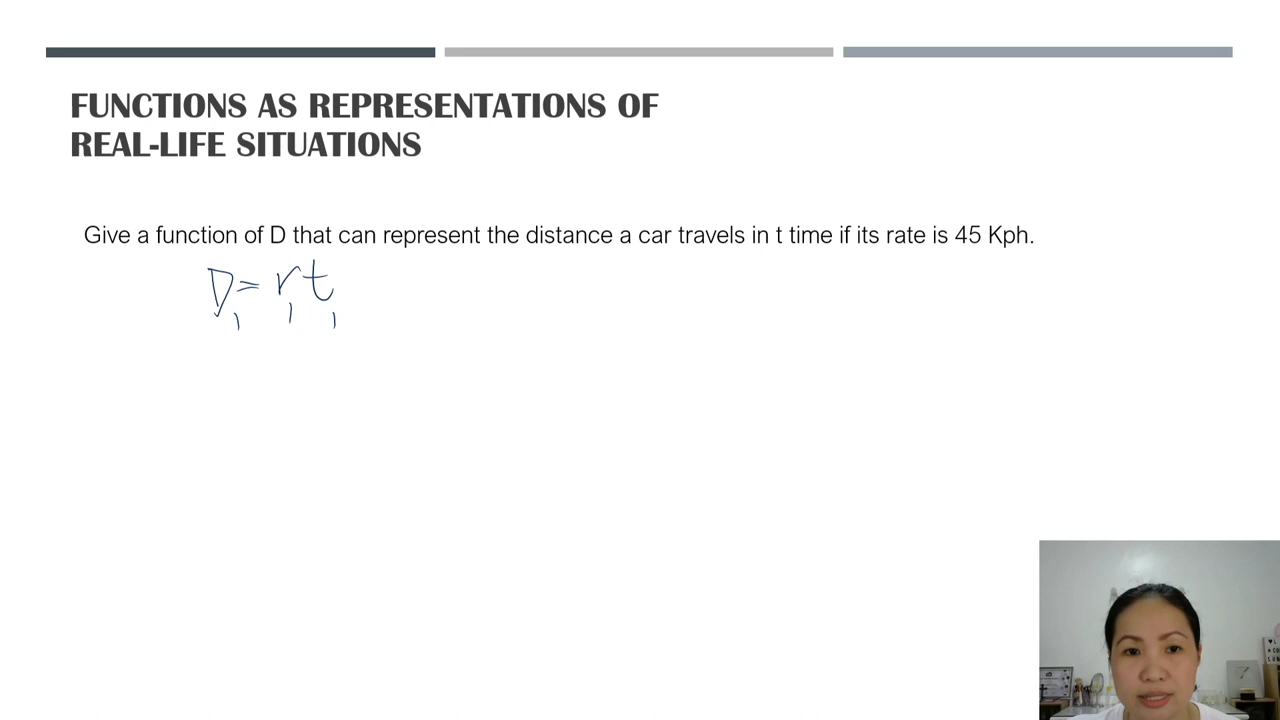 FUNCTIONS AS REPRESENTATIONS OF
REAL-LIFE SITUATIONS
Give a function of D that can represent the distance a car travels in t time if its rate is 45 Kph.
D = rt